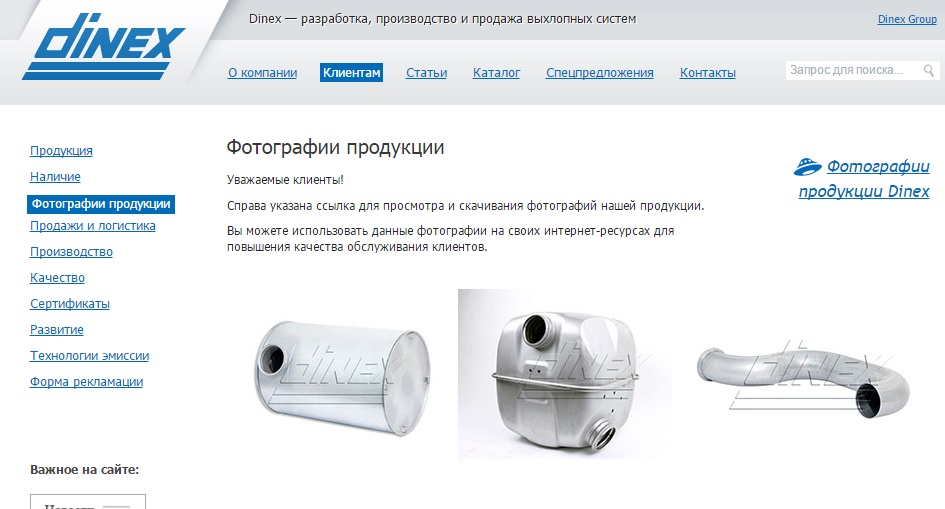 dinex
Dinex — разработка, производство и продажа выхлопных систем
Dinex Group
О компании
Клиентам
Статьи
Каталог
Спецпредложения
Контакты
Запрос для поиска...
Продукция
Наличие
Фотографии продукции
Продажи и логистика
Производство
Качество
Сертификаты
Развитие
Технологии эмиссии
Форма рекламации
Важное на сайте:
Новости
Фотографии продукции
Уважаемые клиенты!
Справа указана ссылка для просмотра и скачивания фотографий нашей продукции.
Вы можете использовать данные фотографии на своих интернет-ресурсах для
повышения качества обслуживания клиентов.
Фотографии
продукции Dinex
dinex
dinex
dinex